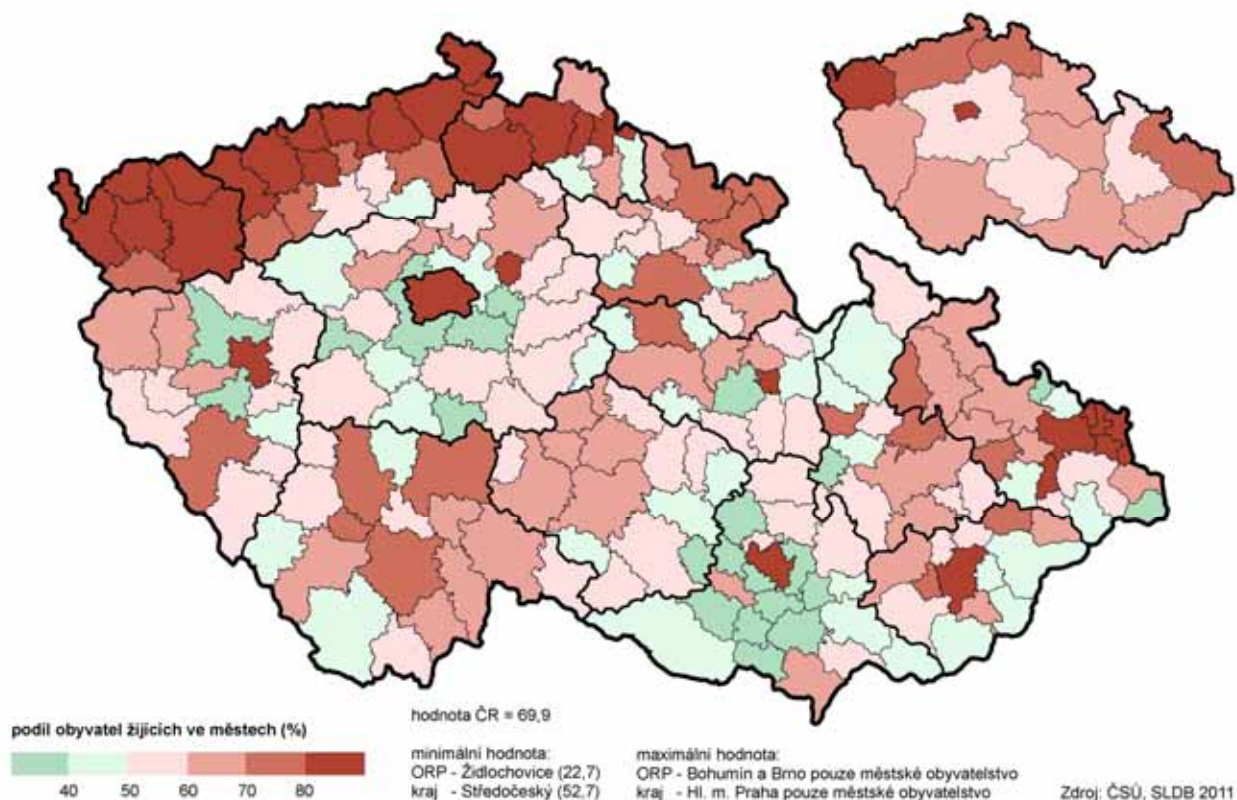 hodnota ČR = 69,9
podíl obyvatel žijících ve městech (%)
40 50 60 70 80
minimální hodnota:
ORP - Židlochovice (22,7)
kraj - Středočeský (52,7)
maximální hodnota:
ORP - Bohumín a Brno pouze městské obyvatelstvo
kraj - Hl. m. Praha pouze městské obyvatelstvo
Zdroj: ČSÚ, SLDB 2011